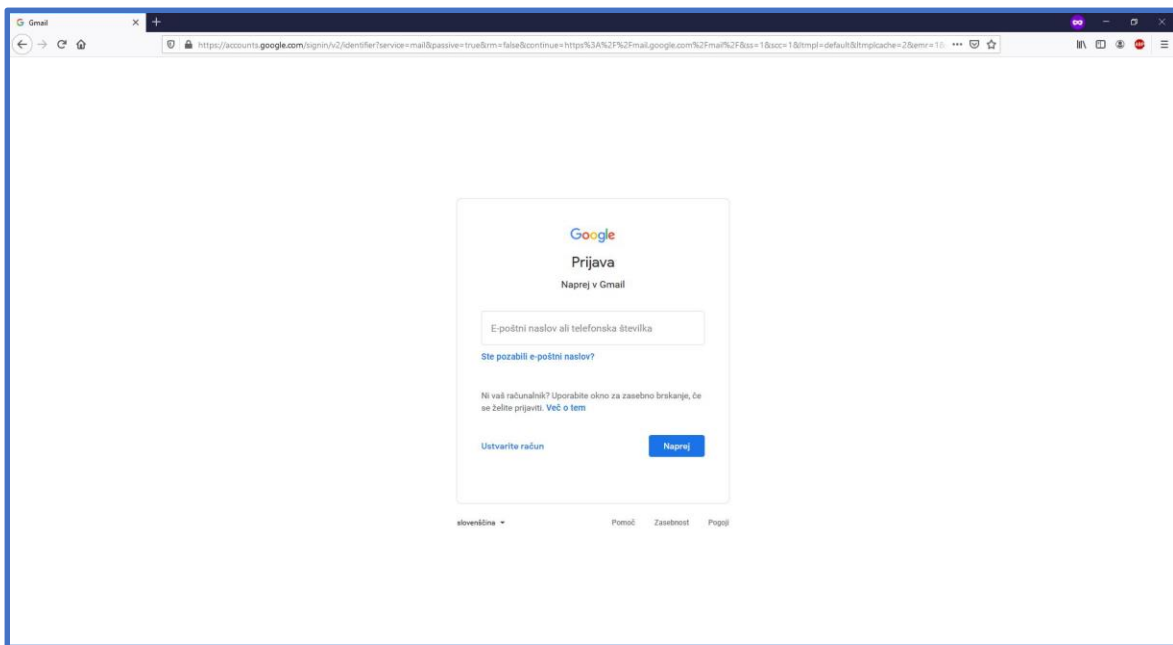 Gmail
https://accounts.google.com/signin/v2/identifier?service=mail&passive=true&rm=false&continue=https%3A%2F%2Fmail.google.com%2Fmail%2F&ss=1&scc=1&ltmpl=default&ltmplcache=2&emr=1
Google
Prijava
Naprej v Gmail
E-poštni naslov ali telefonska številka
Ste pozabili e-poštni naslov?
Ni vaš računalnik? Uporabite okno za zasebno brskanje, če
se želite prijaviti. Več o tem
Ustvarite račun Naprej
slovenščina Pomoč Zasebnost Pogoji